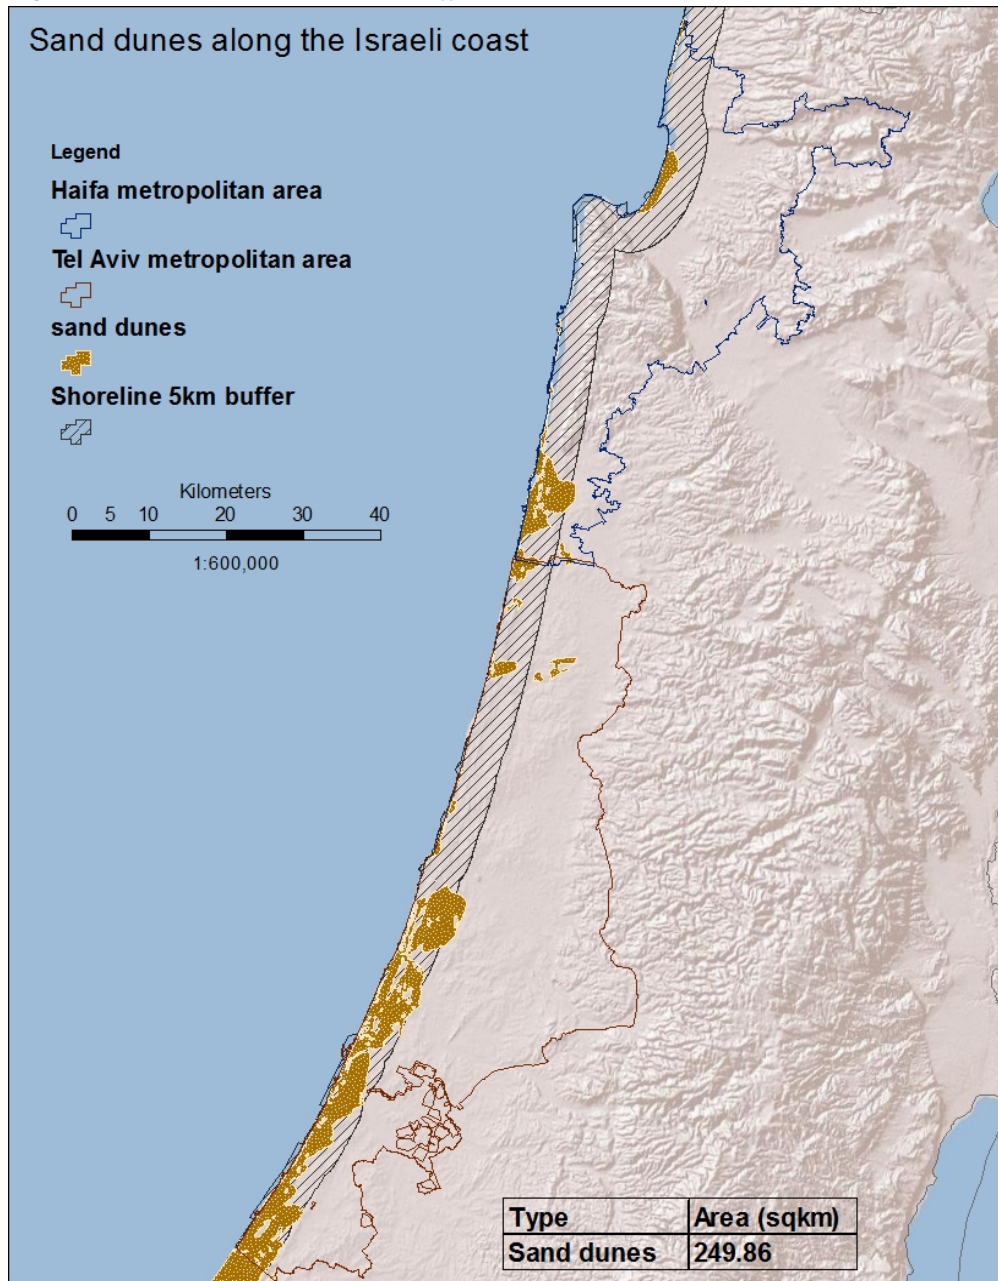 Sand dunes along the Israeli coast
Legend
Haifa metropolitan area
Tel Aviv metropolitan area
sand dunes
Shoreline 5km buffer
Kilometers
0 5 10 20 30 40
1:600,000
Type Area (sqkm)
Sand dunes 249.86